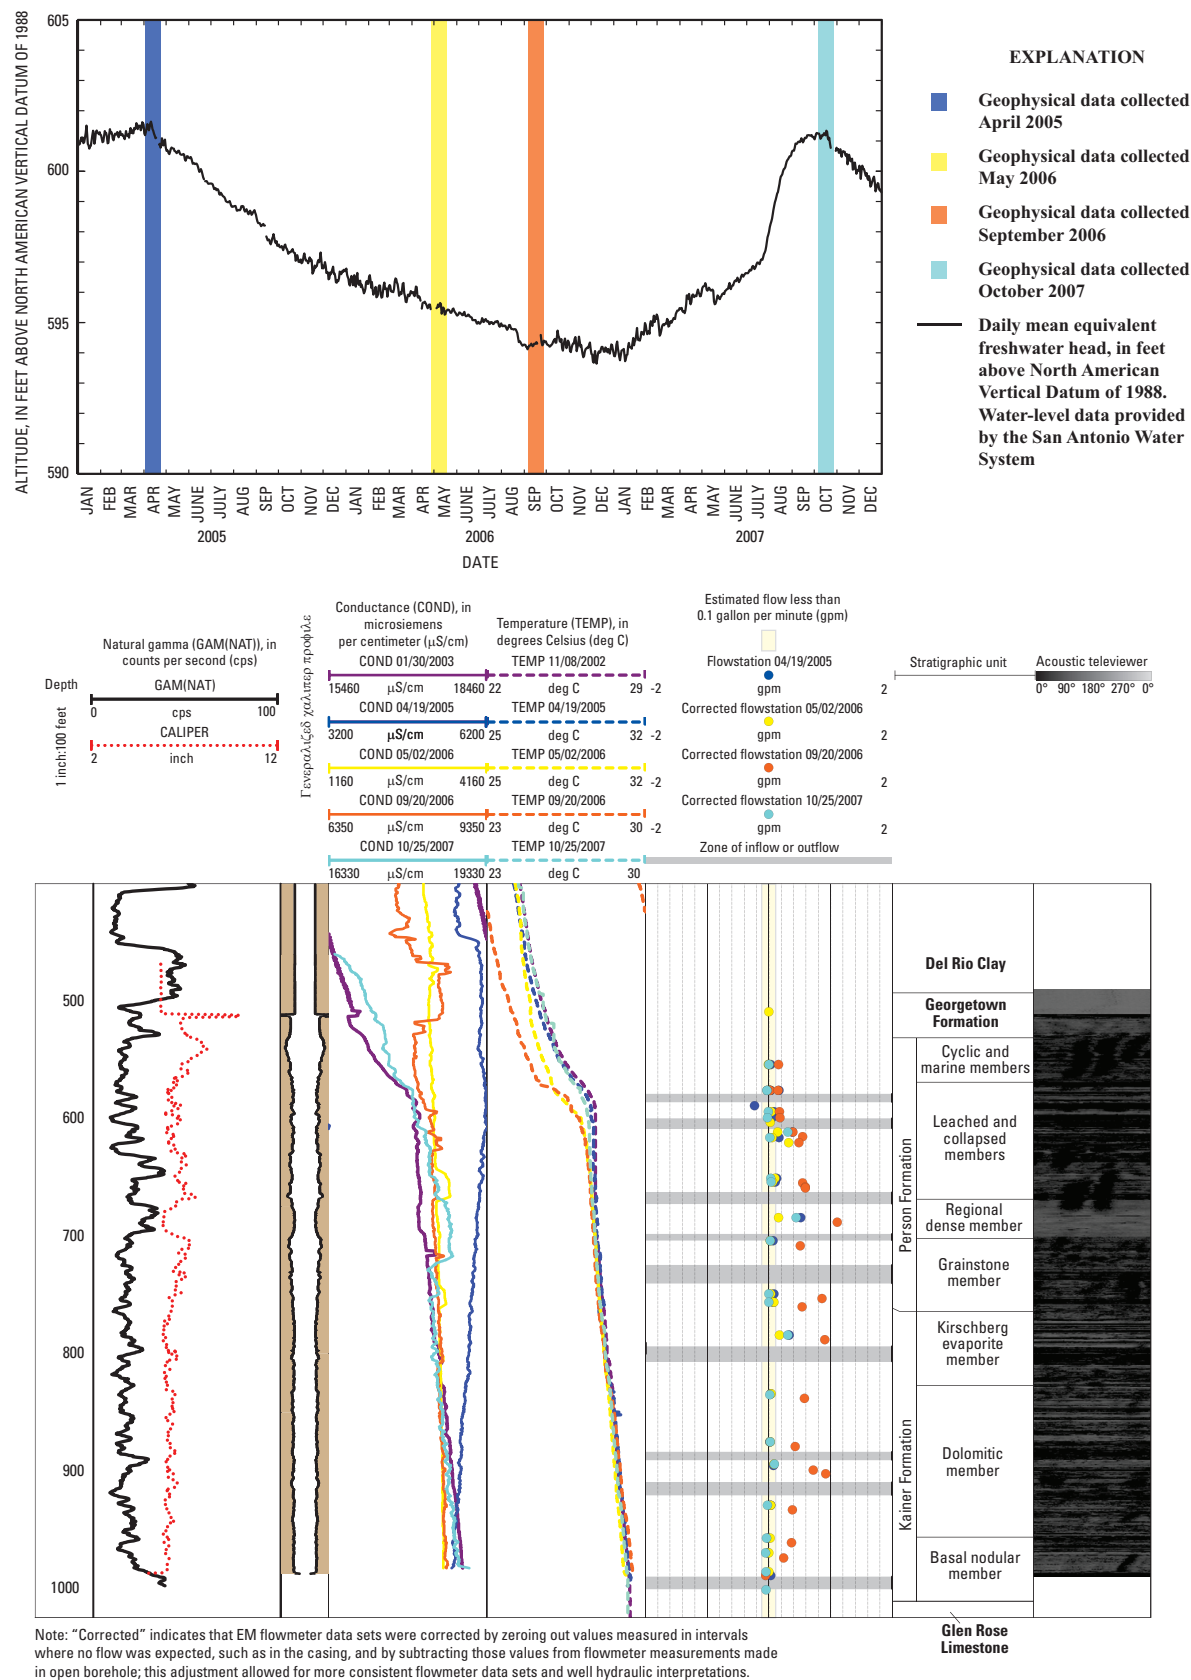 605
600
595
590
ALTITUDE, IN FEET ABOVE NORTH AMERICAN VERTICAL DATUM OF 1988
JAN FEB MAR APR MAY JUNE JULY AUG SEP OCT NOV DEC JAN FEB MAR APR MAY JUNE JULY AUG SEP OCT NOV DEC JAN FEB MAR APR MAY JUNE JULY AUG SEP OCT NOV DEC
2005 2006 2007
DATE
EXPLANATION
Geophysical data collected
April 2005
Geophysical data collected
May 2006
Geophysical data collected
September 2006
Geophysical data collected
October 2007
Daily mean equivalent
freshwater head, in feet
above North American
Vertical Datum of 1988.
Water-level data provided
by the San Antonio Water
System
Depth
1 inch:100 feet
Natural gamma (GAM(NAT)), in
counts per second (cps)
GAM(NAT)
0 cps 100
CALIPER
2 inch 12
Γενεραλιζεδ χαλιπερ προφιλε
Conductance (COND), in
microsiemens
per centimeter (μS/cm)
COND 01/30/2003
15460 μS/cm 18460
COND 04/19/2005
3200 μS/cm 6200
COND 05/02/2006
1160 μS/cm 4160
COND 09/20/2006
6350 μS/cm 9350
COND 10/25/2007
16330 μS/cm 19330
Temperature (TEMP), in
degrees Celsius (deg C)
TEMP 11/08/2002
22 deg C 29
TEMP 04/19/2005
25 deg C 32
TEMP 05/02/2006
25 deg C 32
TEMP 09/20/2006
23 deg C 30
TEMP 10/25/2007
23 deg C 30
Estimated flow less than
0.1 gallon per minute (gpm)
Flowstation 04/19/2005
-2 gpm 2
Corrected flowstation 05/02/2006
-2 gpm 2
Corrected flowstation 09/20/2006
-2 gpm 2
Corrected flowstation 10/25/2007
-2 gpm 2
Zone of inflow or outflow
Stratigraphic unit
Acoustic televiewer
0° 90° 180° 270° 0°
500
600
700
800
900
1000
Del Rio Clay
Georgetown
Formation
Person Formation
Cyclic and
marine members
Leached and
collapsed
members
Regional
dense member
Grainstone
member
Kainer Formation
Kirschberg
evaporite
member
Dolomitic
member
Basal nodular
member
Glen Rose
Limestone
Note: “Corrected” indicates that EM flowmeter data sets were corrected by zeroing out values measured in intervals
where no flow was expected, such as in the casing, and by subtracting those values from flowmeter measurements made
in open borehole; this adjustment allowed for more consistent flowmeter data sets and well hydraulic interpretations.